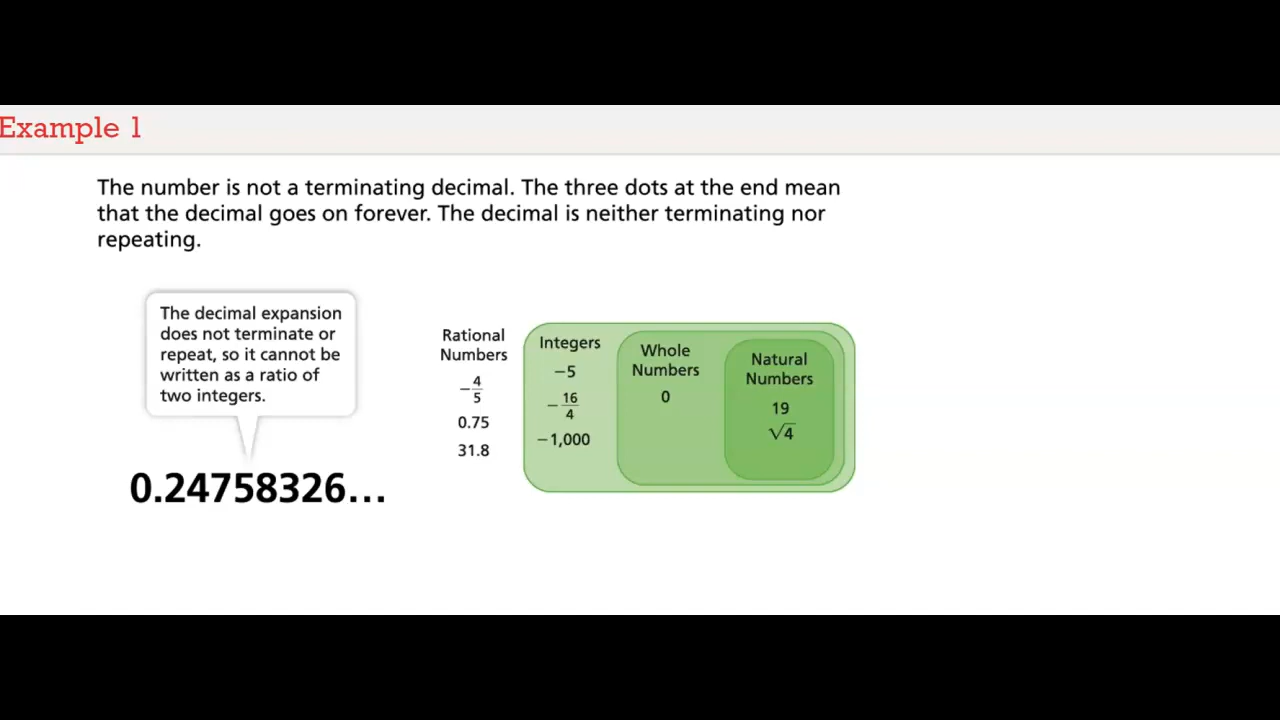 Example 1
The number is not a terminating decimal. The three dots at the end mean
that the decimal goes on forever. The decimal is neither terminating nor
repeating.
The decimal expansion
does not terminate or
repeat, so it cannot be
written as a ratio of
two integers.
0.24758326...
Rational
Numbers
−4/5
0.75
31.8
Integers
−5
−16/4
−1,000
Whole
Numbers
0
Natural
Numbers
19
√4